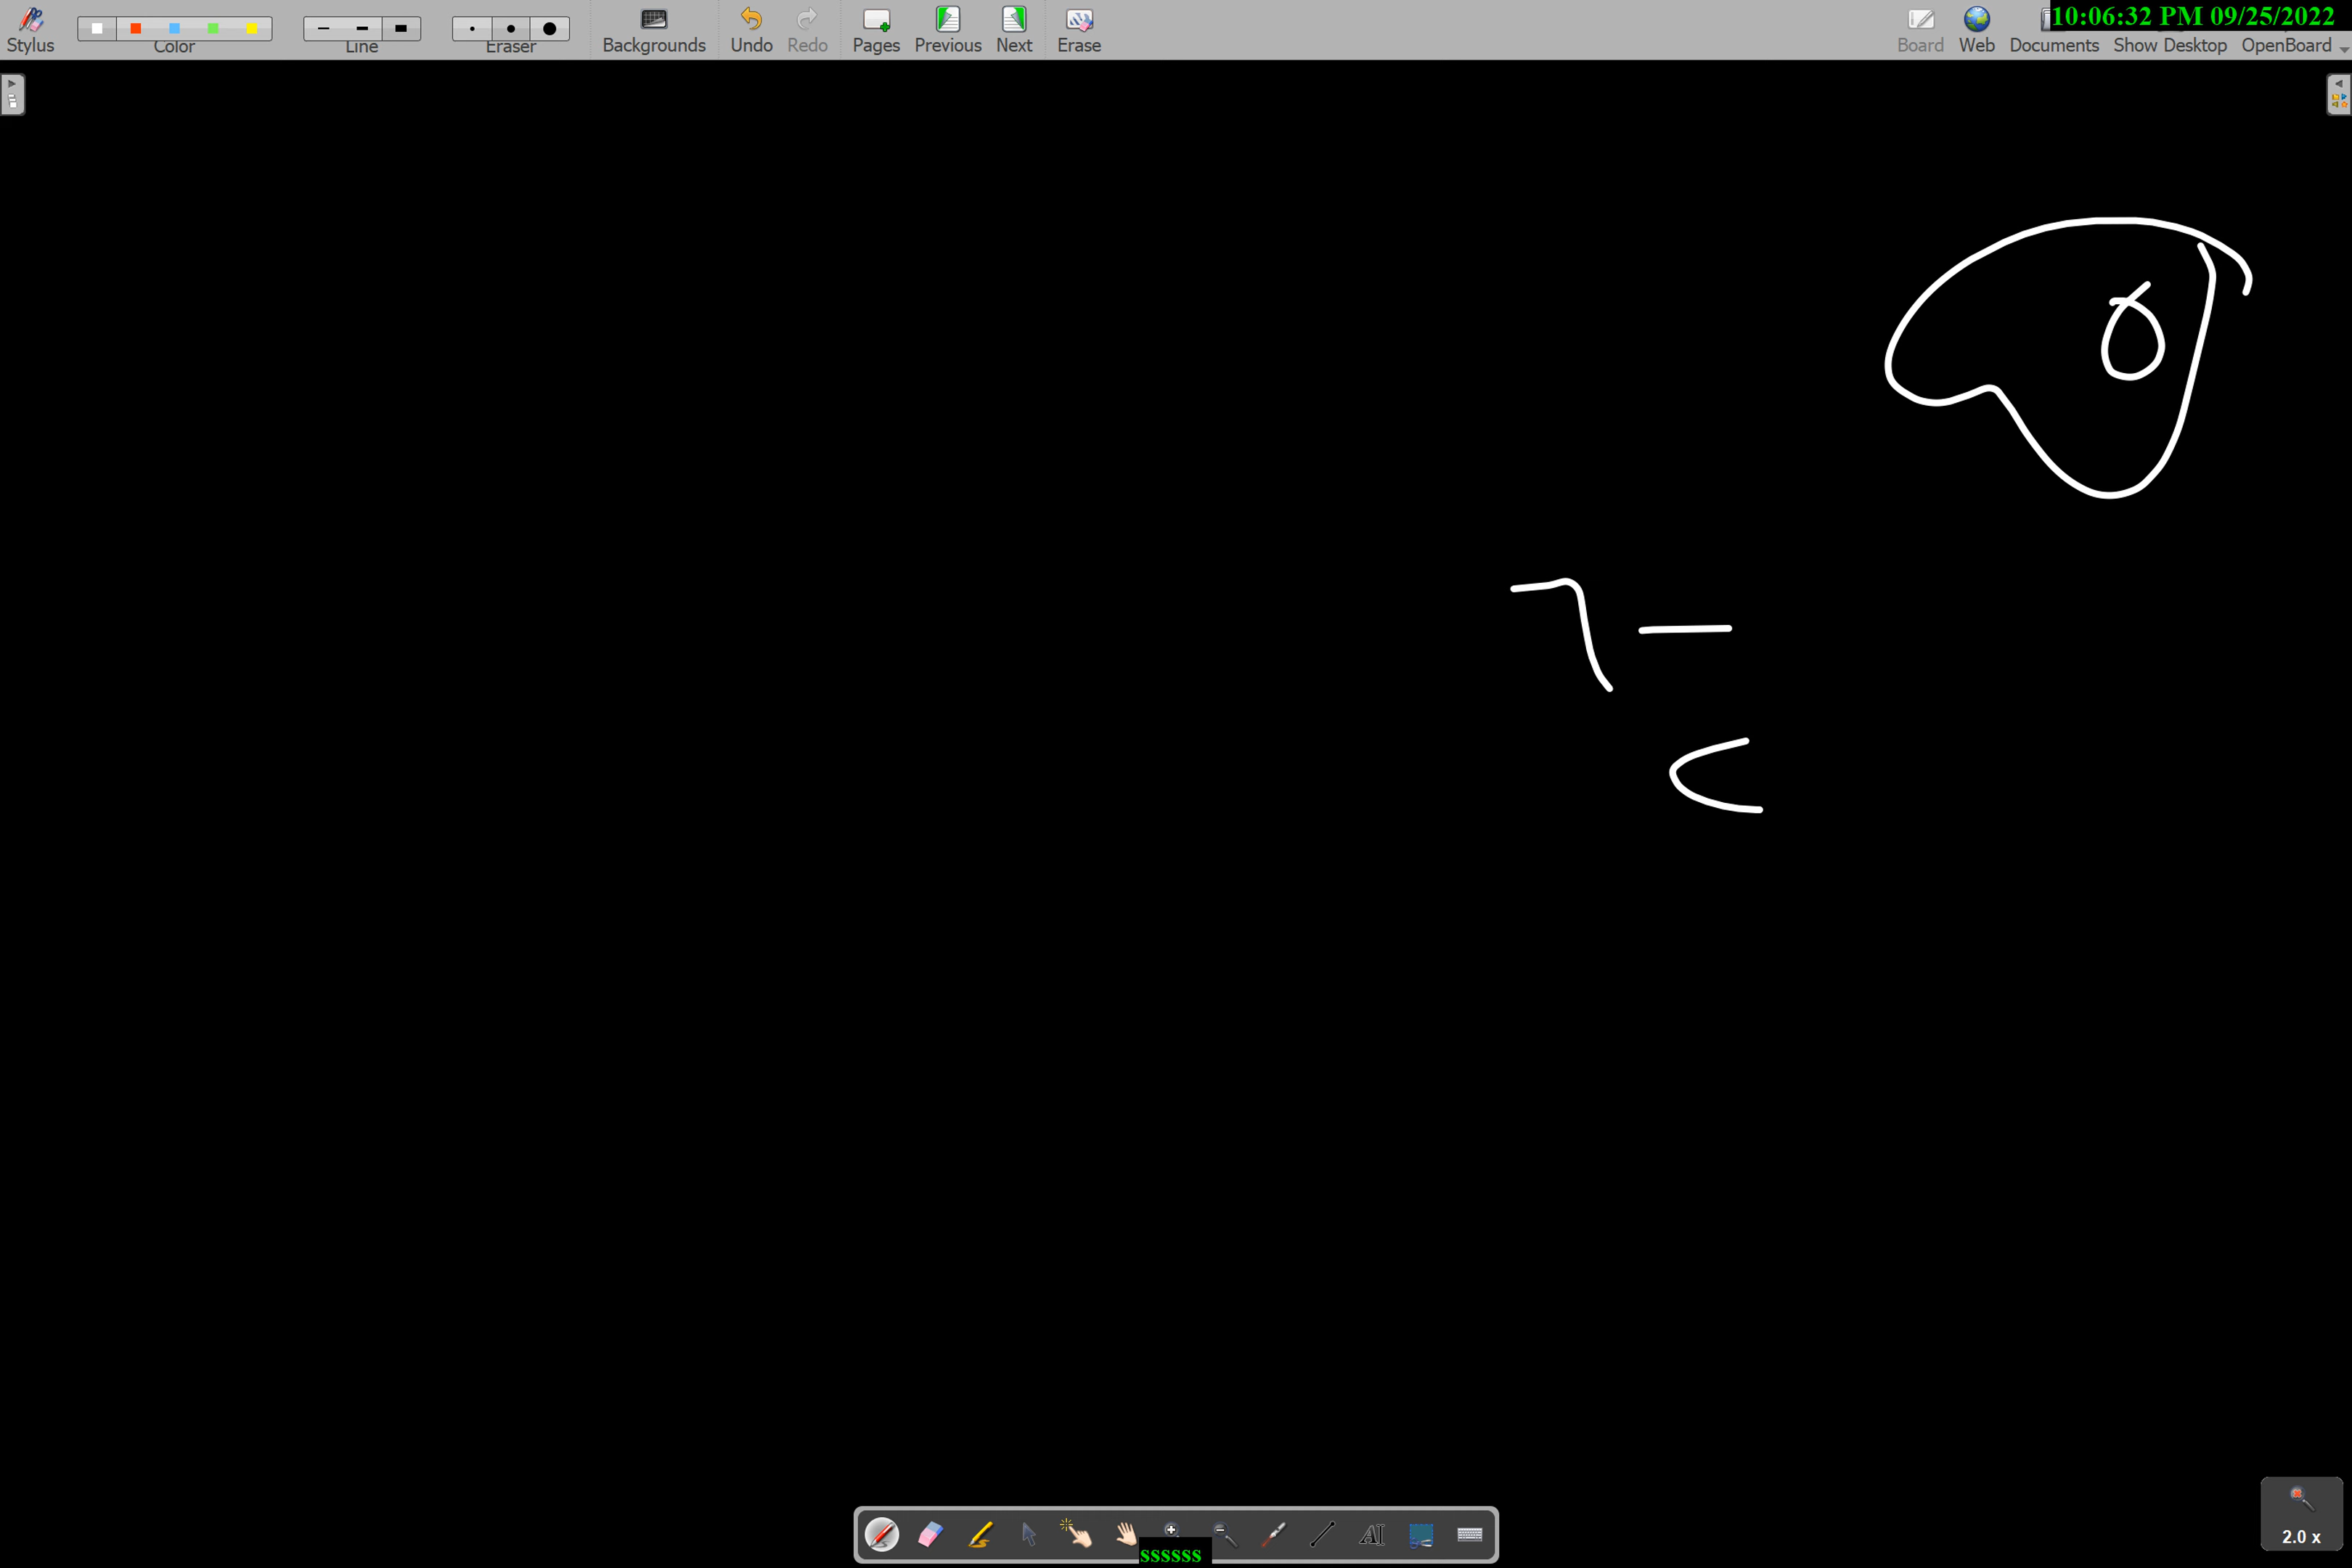 10:06:32 PM 09/25/2022
Stylus Color Line Eraser Backgrounds Undo Redo Pages Previous Next Erase Board Web Documents Show Desktop OpenBoard
2.0 x
ssssss